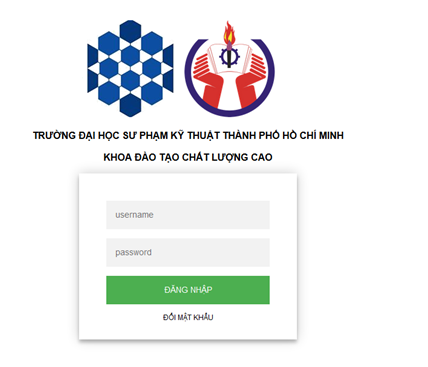 TRƯỜNG ĐẠI HỌC SƯ PHẠM KỸ THUẬT THÀNH PHỐ HỒ CHÍ MINH
KHOA ĐÀO TẠO CHẤT LƯỢNG CAO
username
password
ĐĂNG NHẬP
ĐỔI MẬT KHẨU